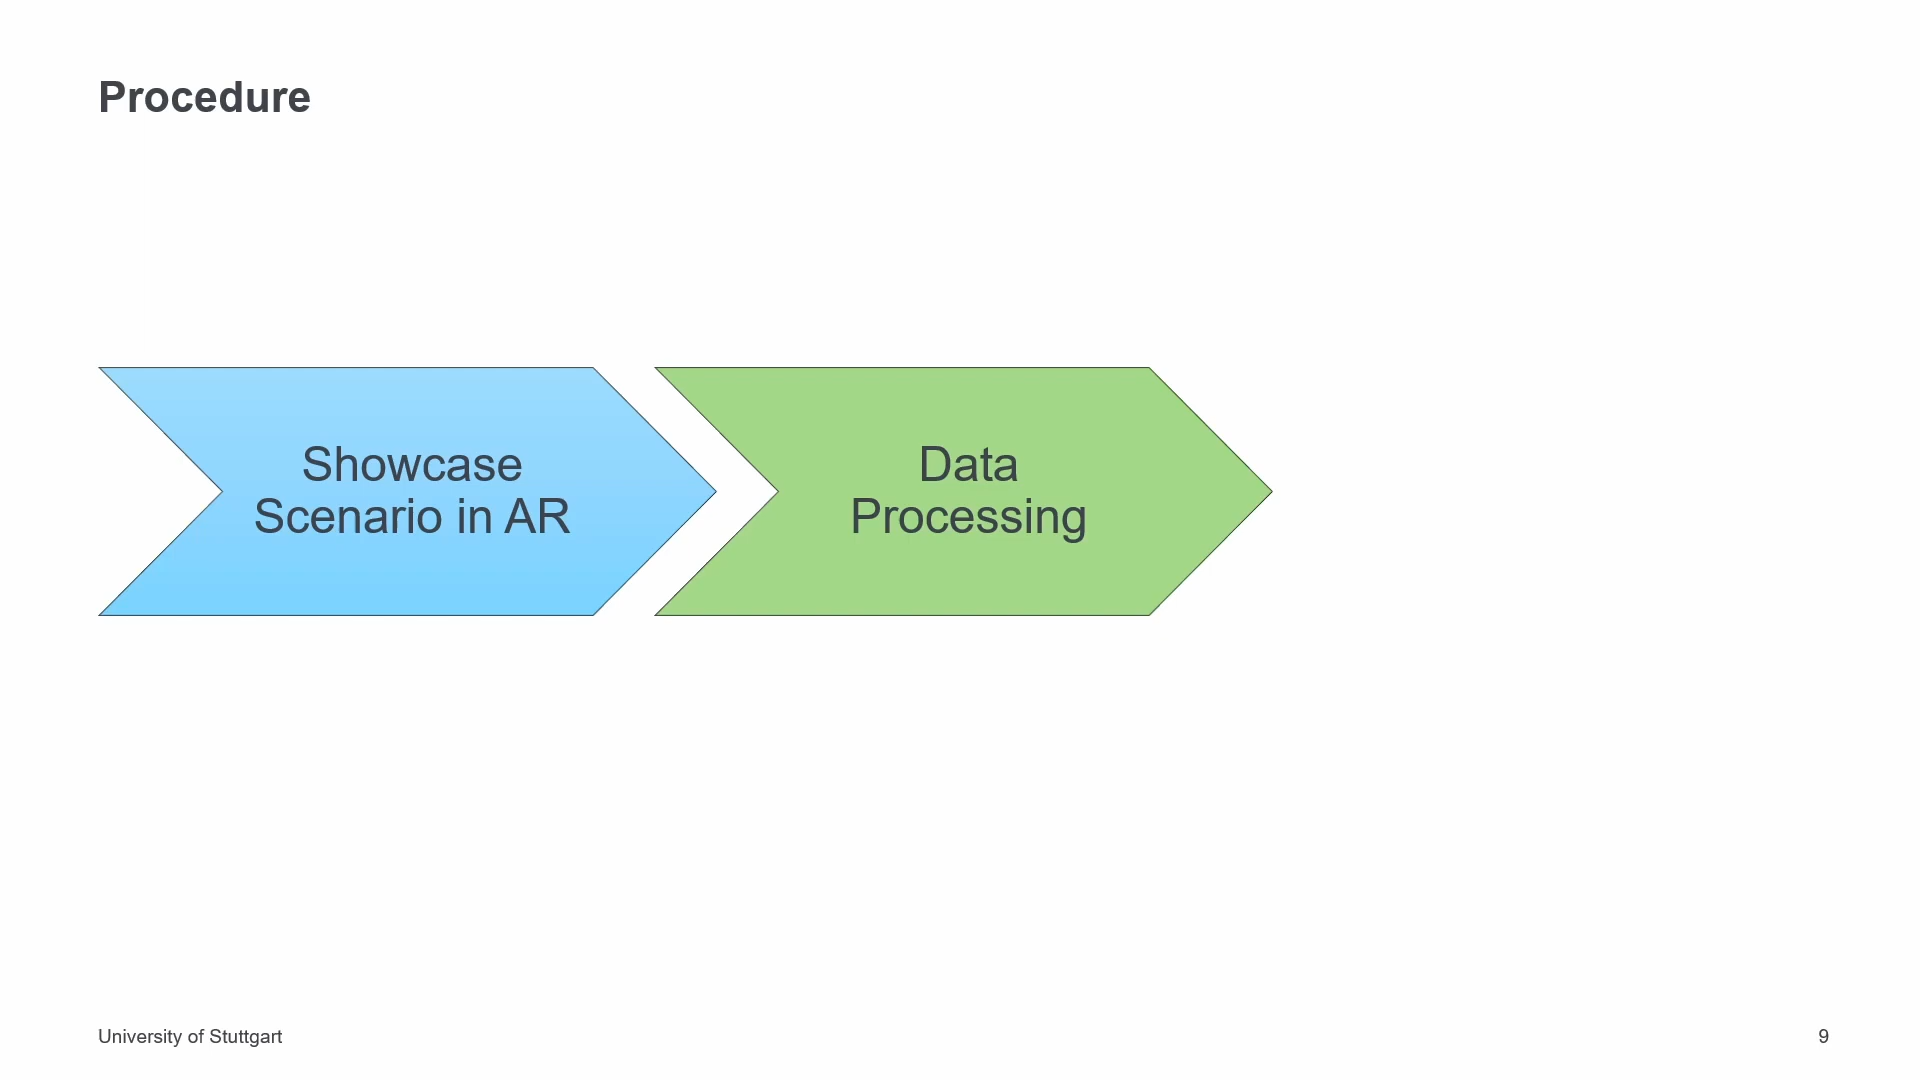 Procedure
Showcase
Scenario in AR
Data
Processing
University of Stuttgart
9